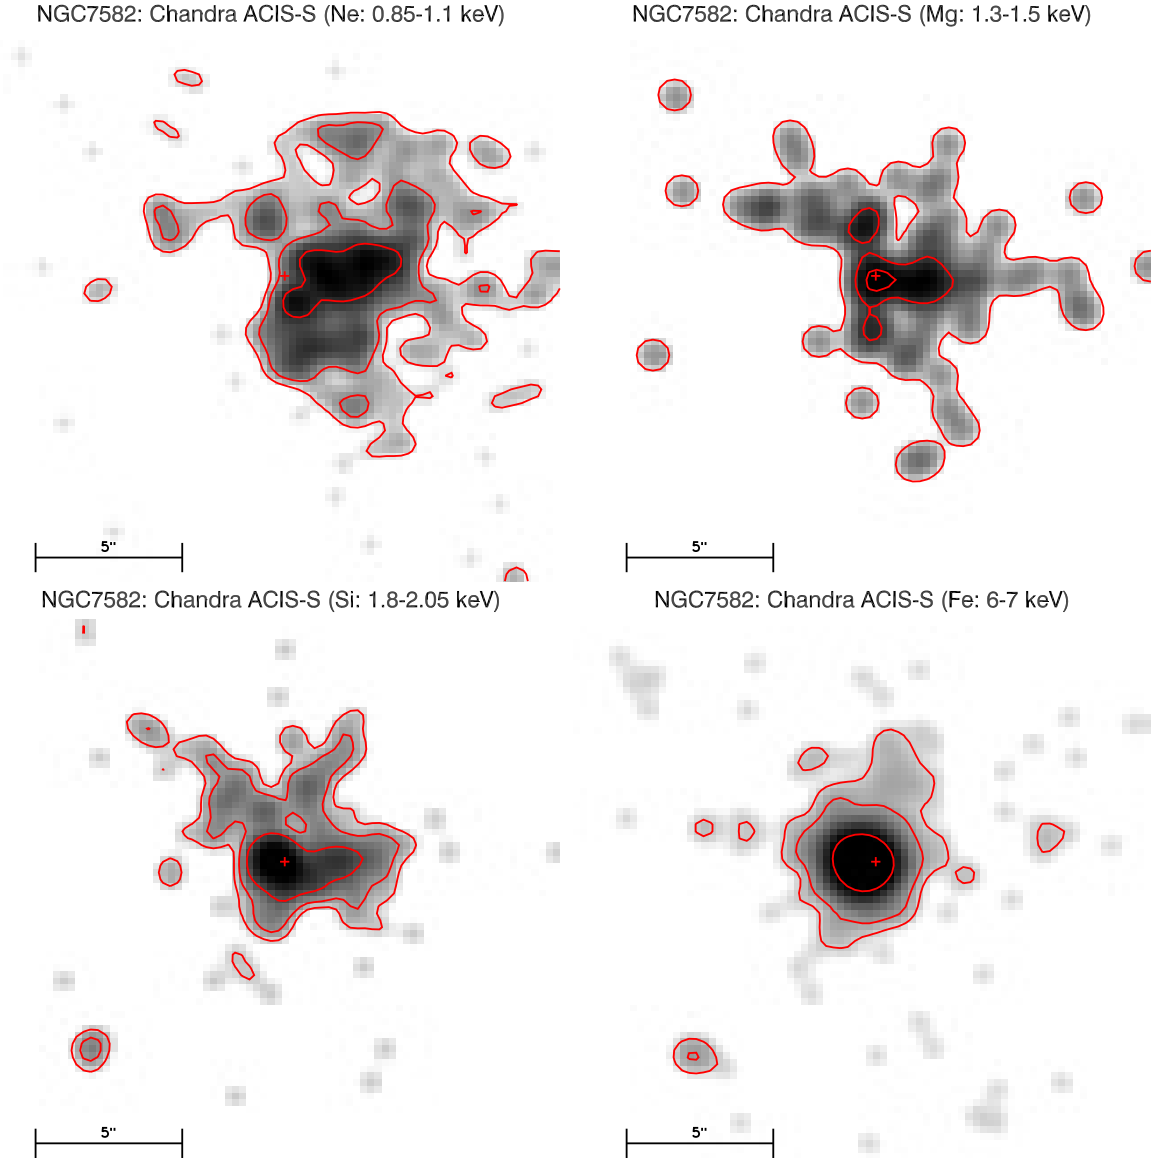 NGC7582: Chandra ACIS-S (Ne: 0.85-1.1 keV)
NGC7582: Chandra ACIS-S (Mg: 1.3-1.5 keV)
5"
5"
NGC7582: Chandra ACIS-S (Si: 1.8-2.05 keV)
NGC7582: Chandra ACIS-S (Fe: 6-7 keV)
5"
5"